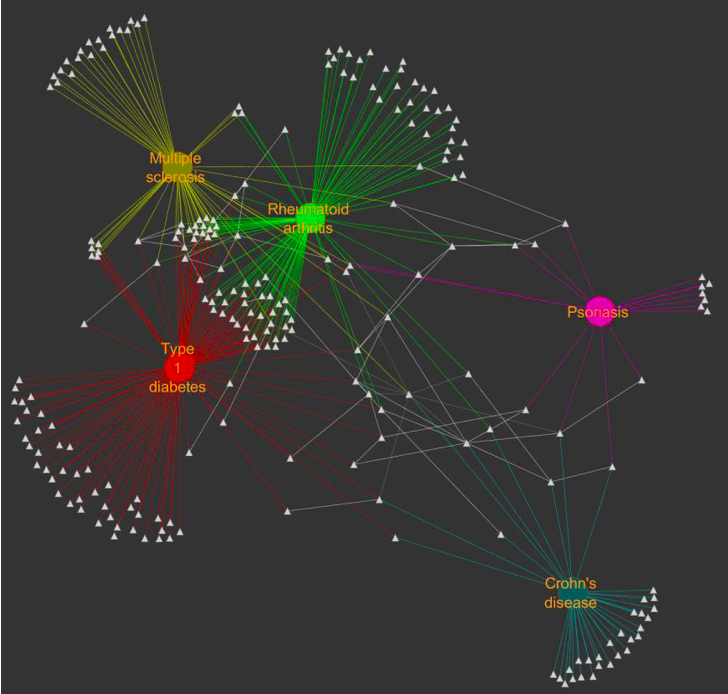 Multiple
sclerosis
Rheumatoid
arthritis
Psoriasis
Type
1
diabetes
Crohn's
disease